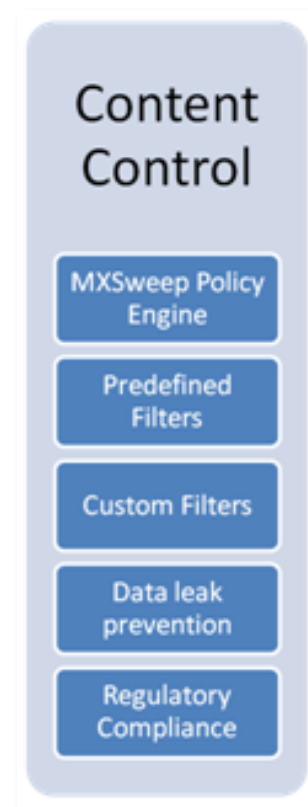 Content
Control
MXSweep Policy
Engine
Predefined
Filters
Custom Filters
Data leak
prevention
Regulatory
Compliance